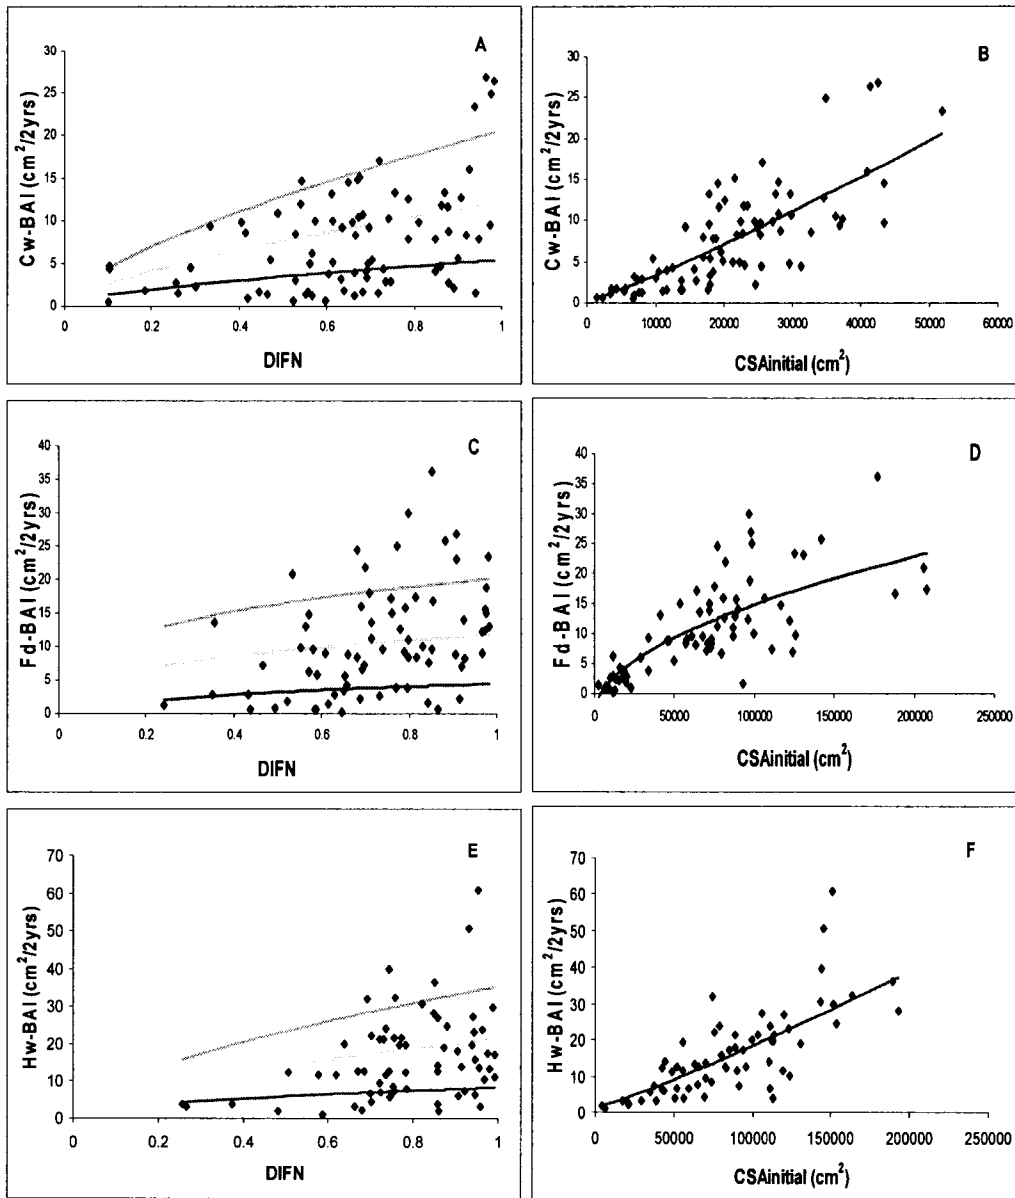 A
30
25
20
15
10
5
0
Cw-BAI (cm²/2yrs)
0 0.2 0.4 0.6 0.8 1
DIFN
B
30
25
20
15
10
5
0
Cw-BAI (cm²/2yrs)
0 10000 20000 30000 40000 50000 60000
CSAinitial (cm²)
C
40
35
30
25
20
15
10
5
0
Fd-BAI (cm²/2yrs)
0 0.2 0.4 0.6 0.8 1
DIFN
D
40
35
30
25
20
15
10
5
0
Fd-BAI (cm²/2yrs)
0 50000 100000 150000 200000 250000
CSAinitial (cm²)
E
70
60
50
40
30
20
10
0
Hw-BAI (cm²/2yrs)
0 0.2 0.4 0.6 0.8 1
DIFN
F
70
60
50
40
30
20
10
0
Hw-BAI (cm²/2yrs)
0 50000 100000 150000 200000 250000
CSAinitial (cm²)